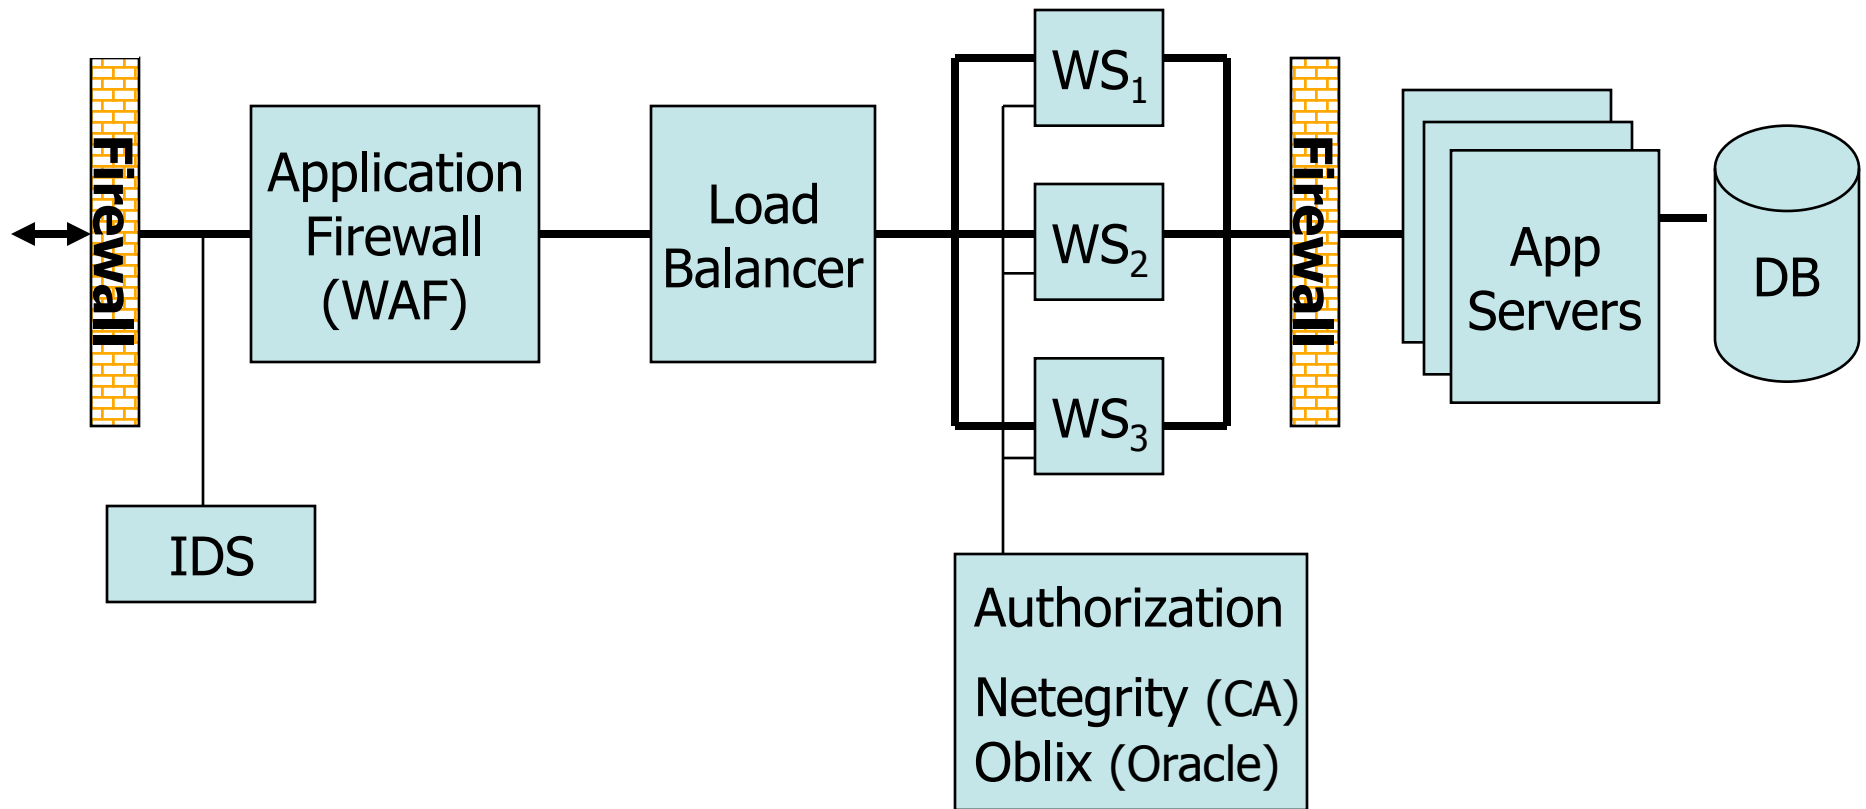 Firewall
Application
Firewall
(WAF)
Load
Balancer
WS1
WS2
WS3
Firewall
App
Servers
DB
IDS
Authorization
Netegrity (CA)
Oblix (Oracle)